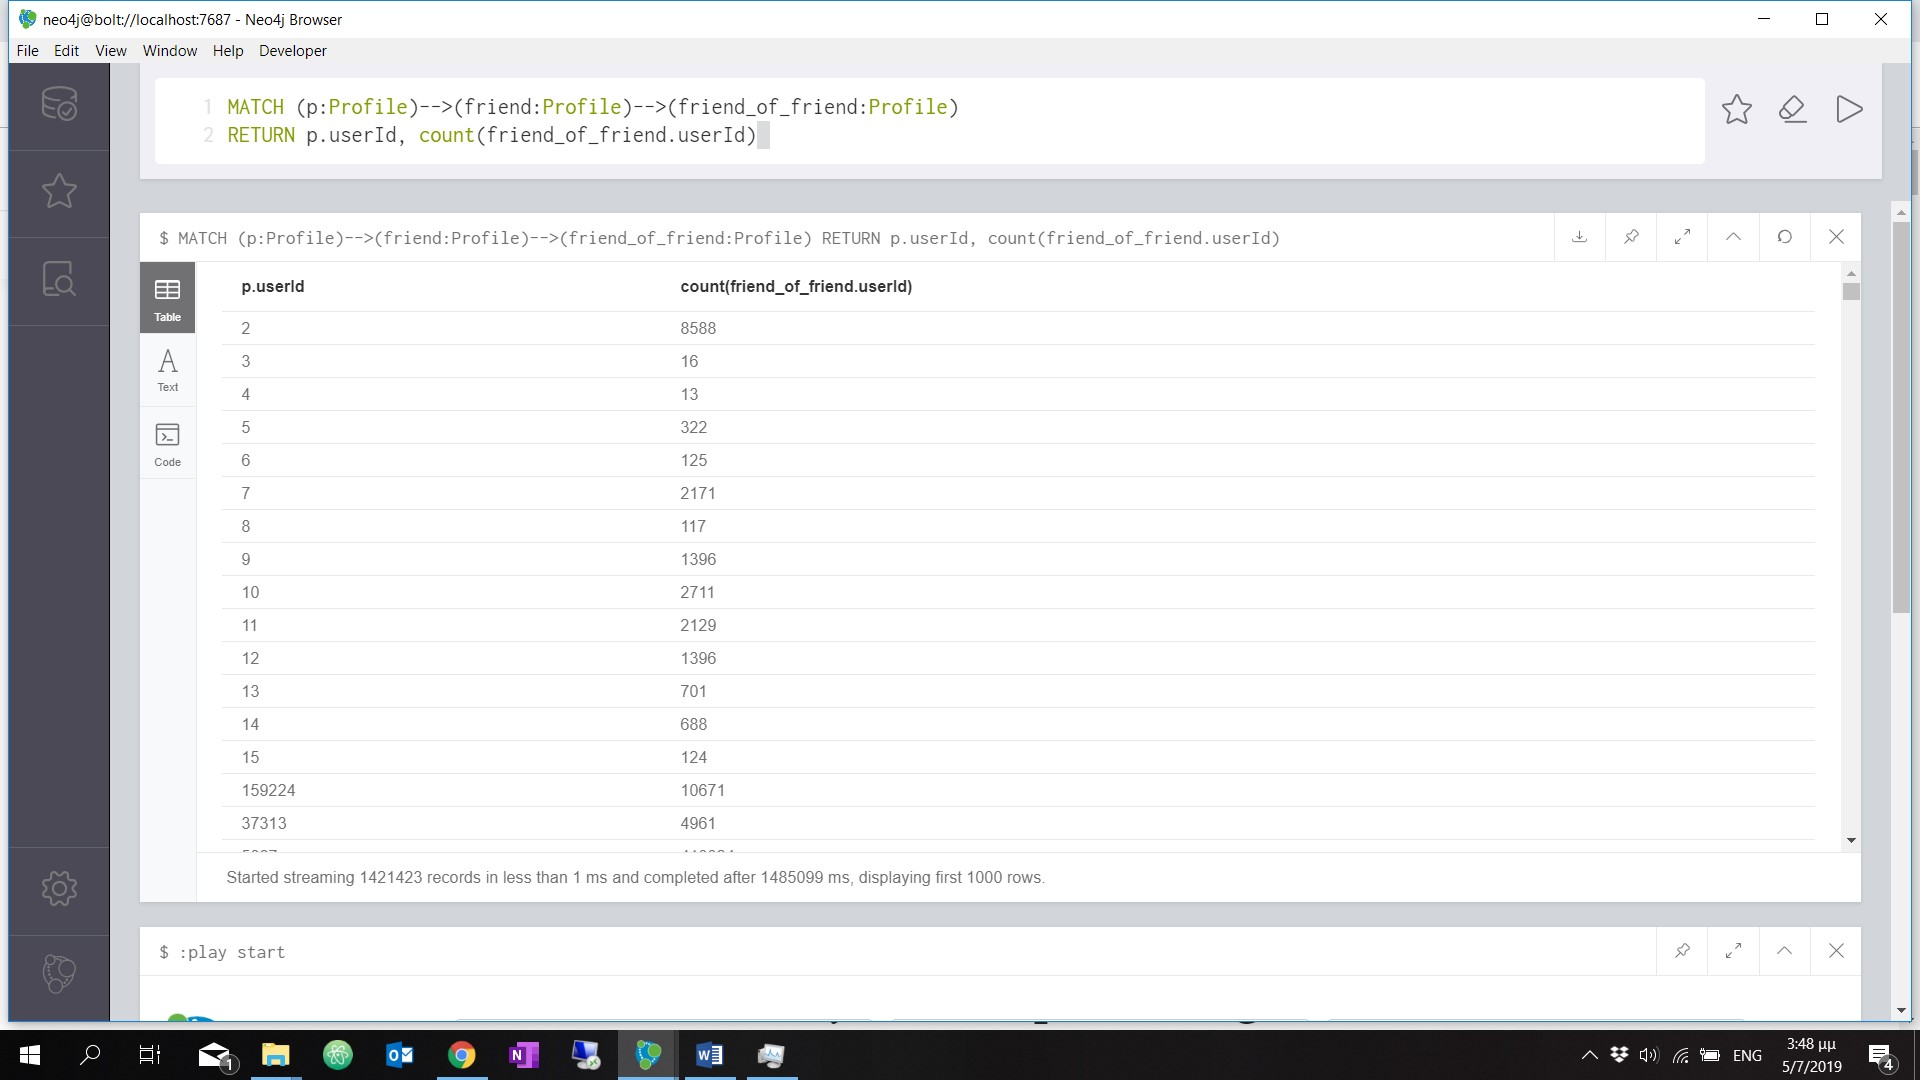 neo4j@bolt://localhost:7687 - Neo4j Browser
File Edit View Window Help Developer
1 MATCH (p:Profile)-->(friend:Profile)-->(friend_of_friend:Profile)
2 RETURN p.userId, count(friend_of_friend.userId)
$ MATCH (p:Profile)-->(friend:Profile)-->(friend_of_friend:Profile) RETURN p.userId, count(friend_of_friend.userId)
Table
Text
Code
p.userId count(friend_of_friend.userId)
2 8588
3 16
4 13
5 322
6 125
7 2171
8 117
9 1396
10 2711
11 2129
12 1396
13 701
14 688
15 124
159224 10671
37313 4961
Started streaming 1421423 records in less than 1 ms and completed after 1485099 ms, displaying first 1000 rows.
$ :play start
1
ENG
3:48 μμ
5/7/2019
4